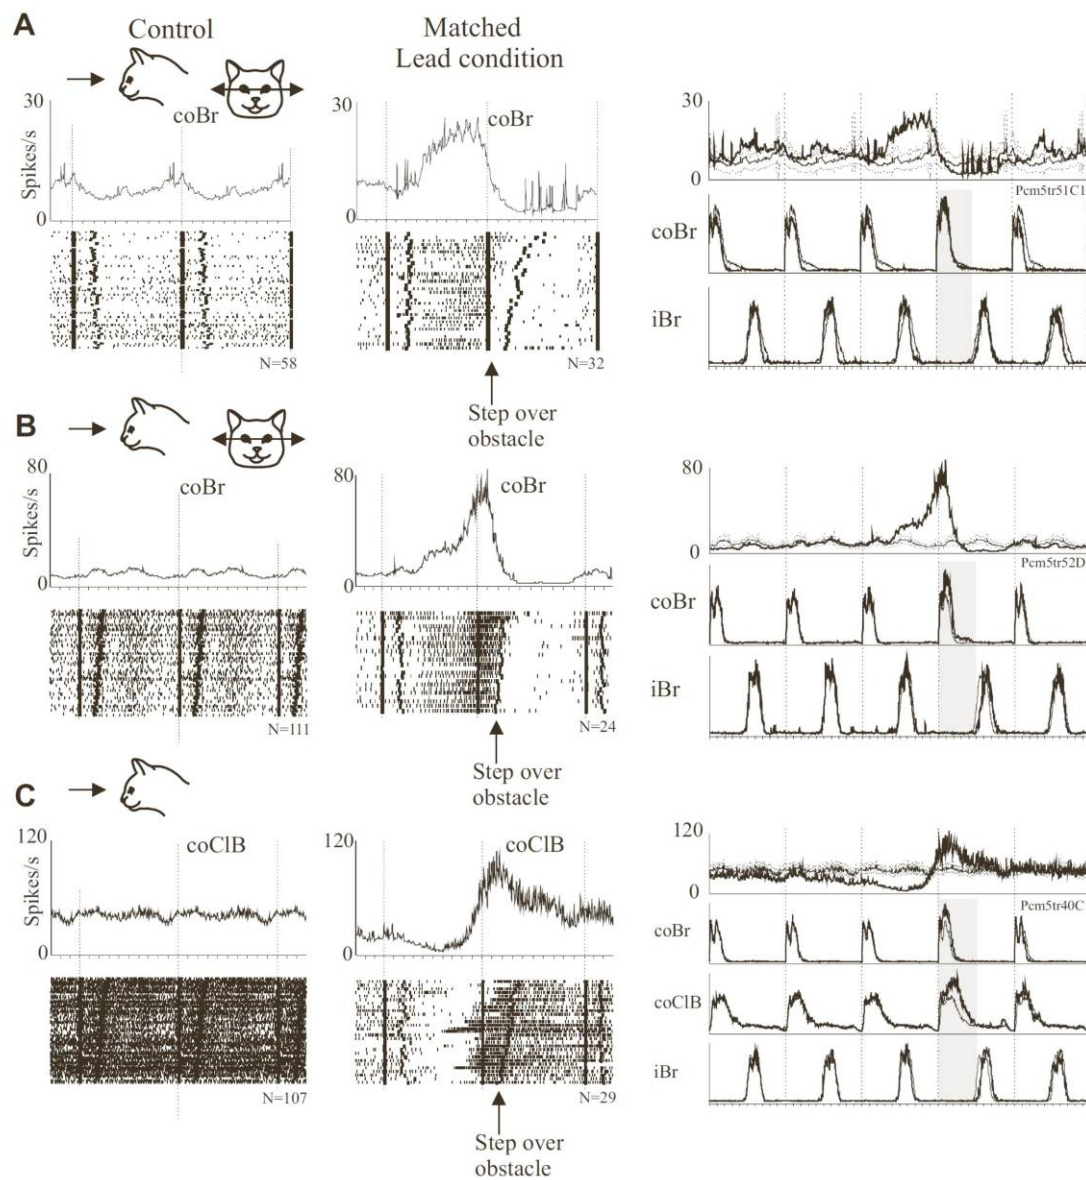 A
Control
Matched
Lead condition
30
coBr
Spikes/s
0
N=58
30
coBr
0
N=32
Step over
obstacle
30
0
Pcm5tr51C1
coBr
iBr
B
80
coBr
Spikes/s
0
N=111
80
coBr
0
N=24
Step over
obstacle
80
0
Pcm5tr52D
coBr
iBr
C
120
coClB
Spikes/s
0
N=107
120
coClB
0
N=29
Step over
obstacle
120
0
Pcm5tr40C
coBr
coClB
iBr